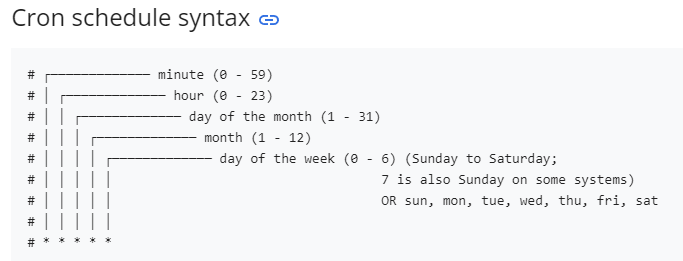 Cron schedule syntax
# ┌───────────── minute (0 - 59)
# │ ┌───────────── hour (0 - 23)
# │ │ ┌───────────── day of the month (1 - 31)
# │ │ │ ┌───────────── month (1 - 12)
# │ │ │ │ ┌───────────── day of the week (0 - 6) (Sunday to Saturday;
# │ │ │ │ │                                   7 is also Sunday on some systems)
# │ │ │ │ │                                   OR sun, mon, tue, wed, thu, fri, sat
# │ │ │ │ │
# * * * * *